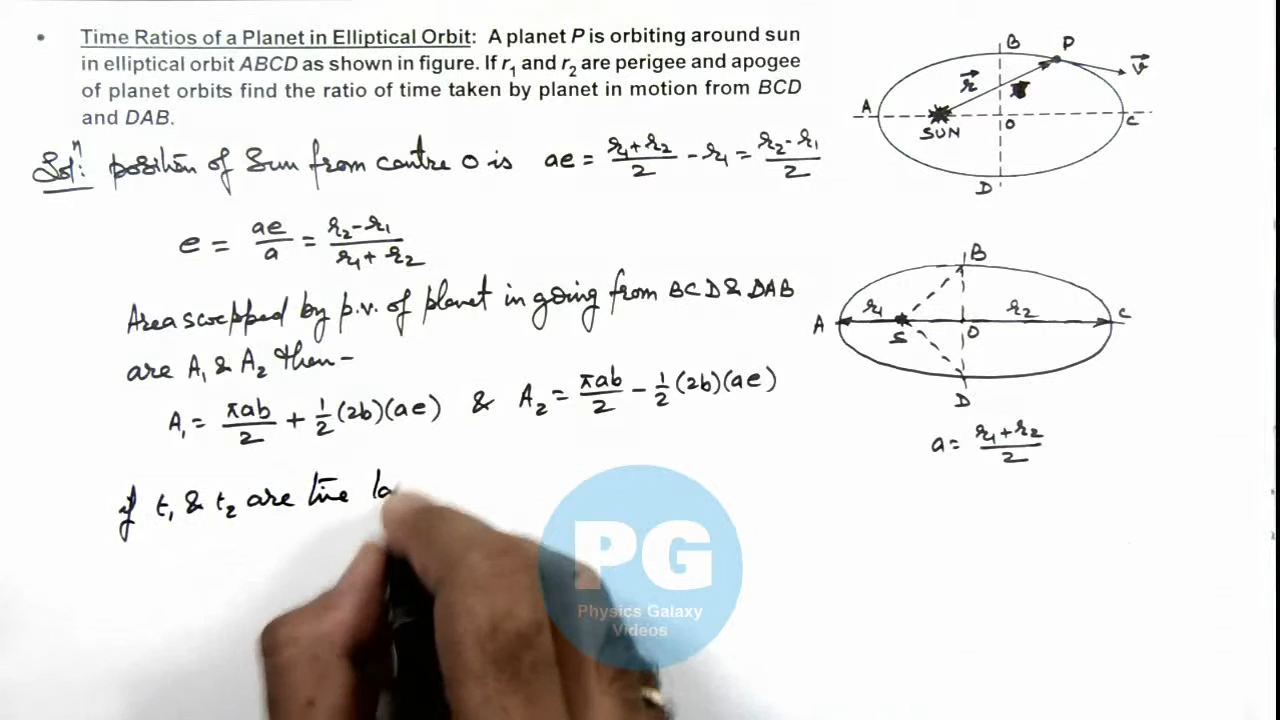 • Time Ratios of a Planet in Elliptical Orbit: A planet P is orbiting around sun
in elliptical orbit ABCD as shown in figure. If r₁ and r₂ are perigee and apogee
of planet orbits find the ratio of time taken by planet in motion from BCD
and DAB.
B
P
v⃗
r⃗
A
SUN
O
C
D
Solⁿ: position of Sun from centre O is ae = (r₁+r₂)/2 - r₁ = (r₂-r₁)/2
e = ae/a = (r₂-r₁)/(r₁+r₂)
Area swepped by p.v. of planet in going from BCD & DAB
are A₁ & A₂ then-
A₁ = πab/2 + 1/2 (2b)(ae) & A₂ = πab/2 - 1/2 (2b)(ae)
B
A
r₁
r₂
C
S
O
D
a = (r₁+r₂)/2
if t₁ & t₂ are time ta
PG
Physics Galaxy
Videos